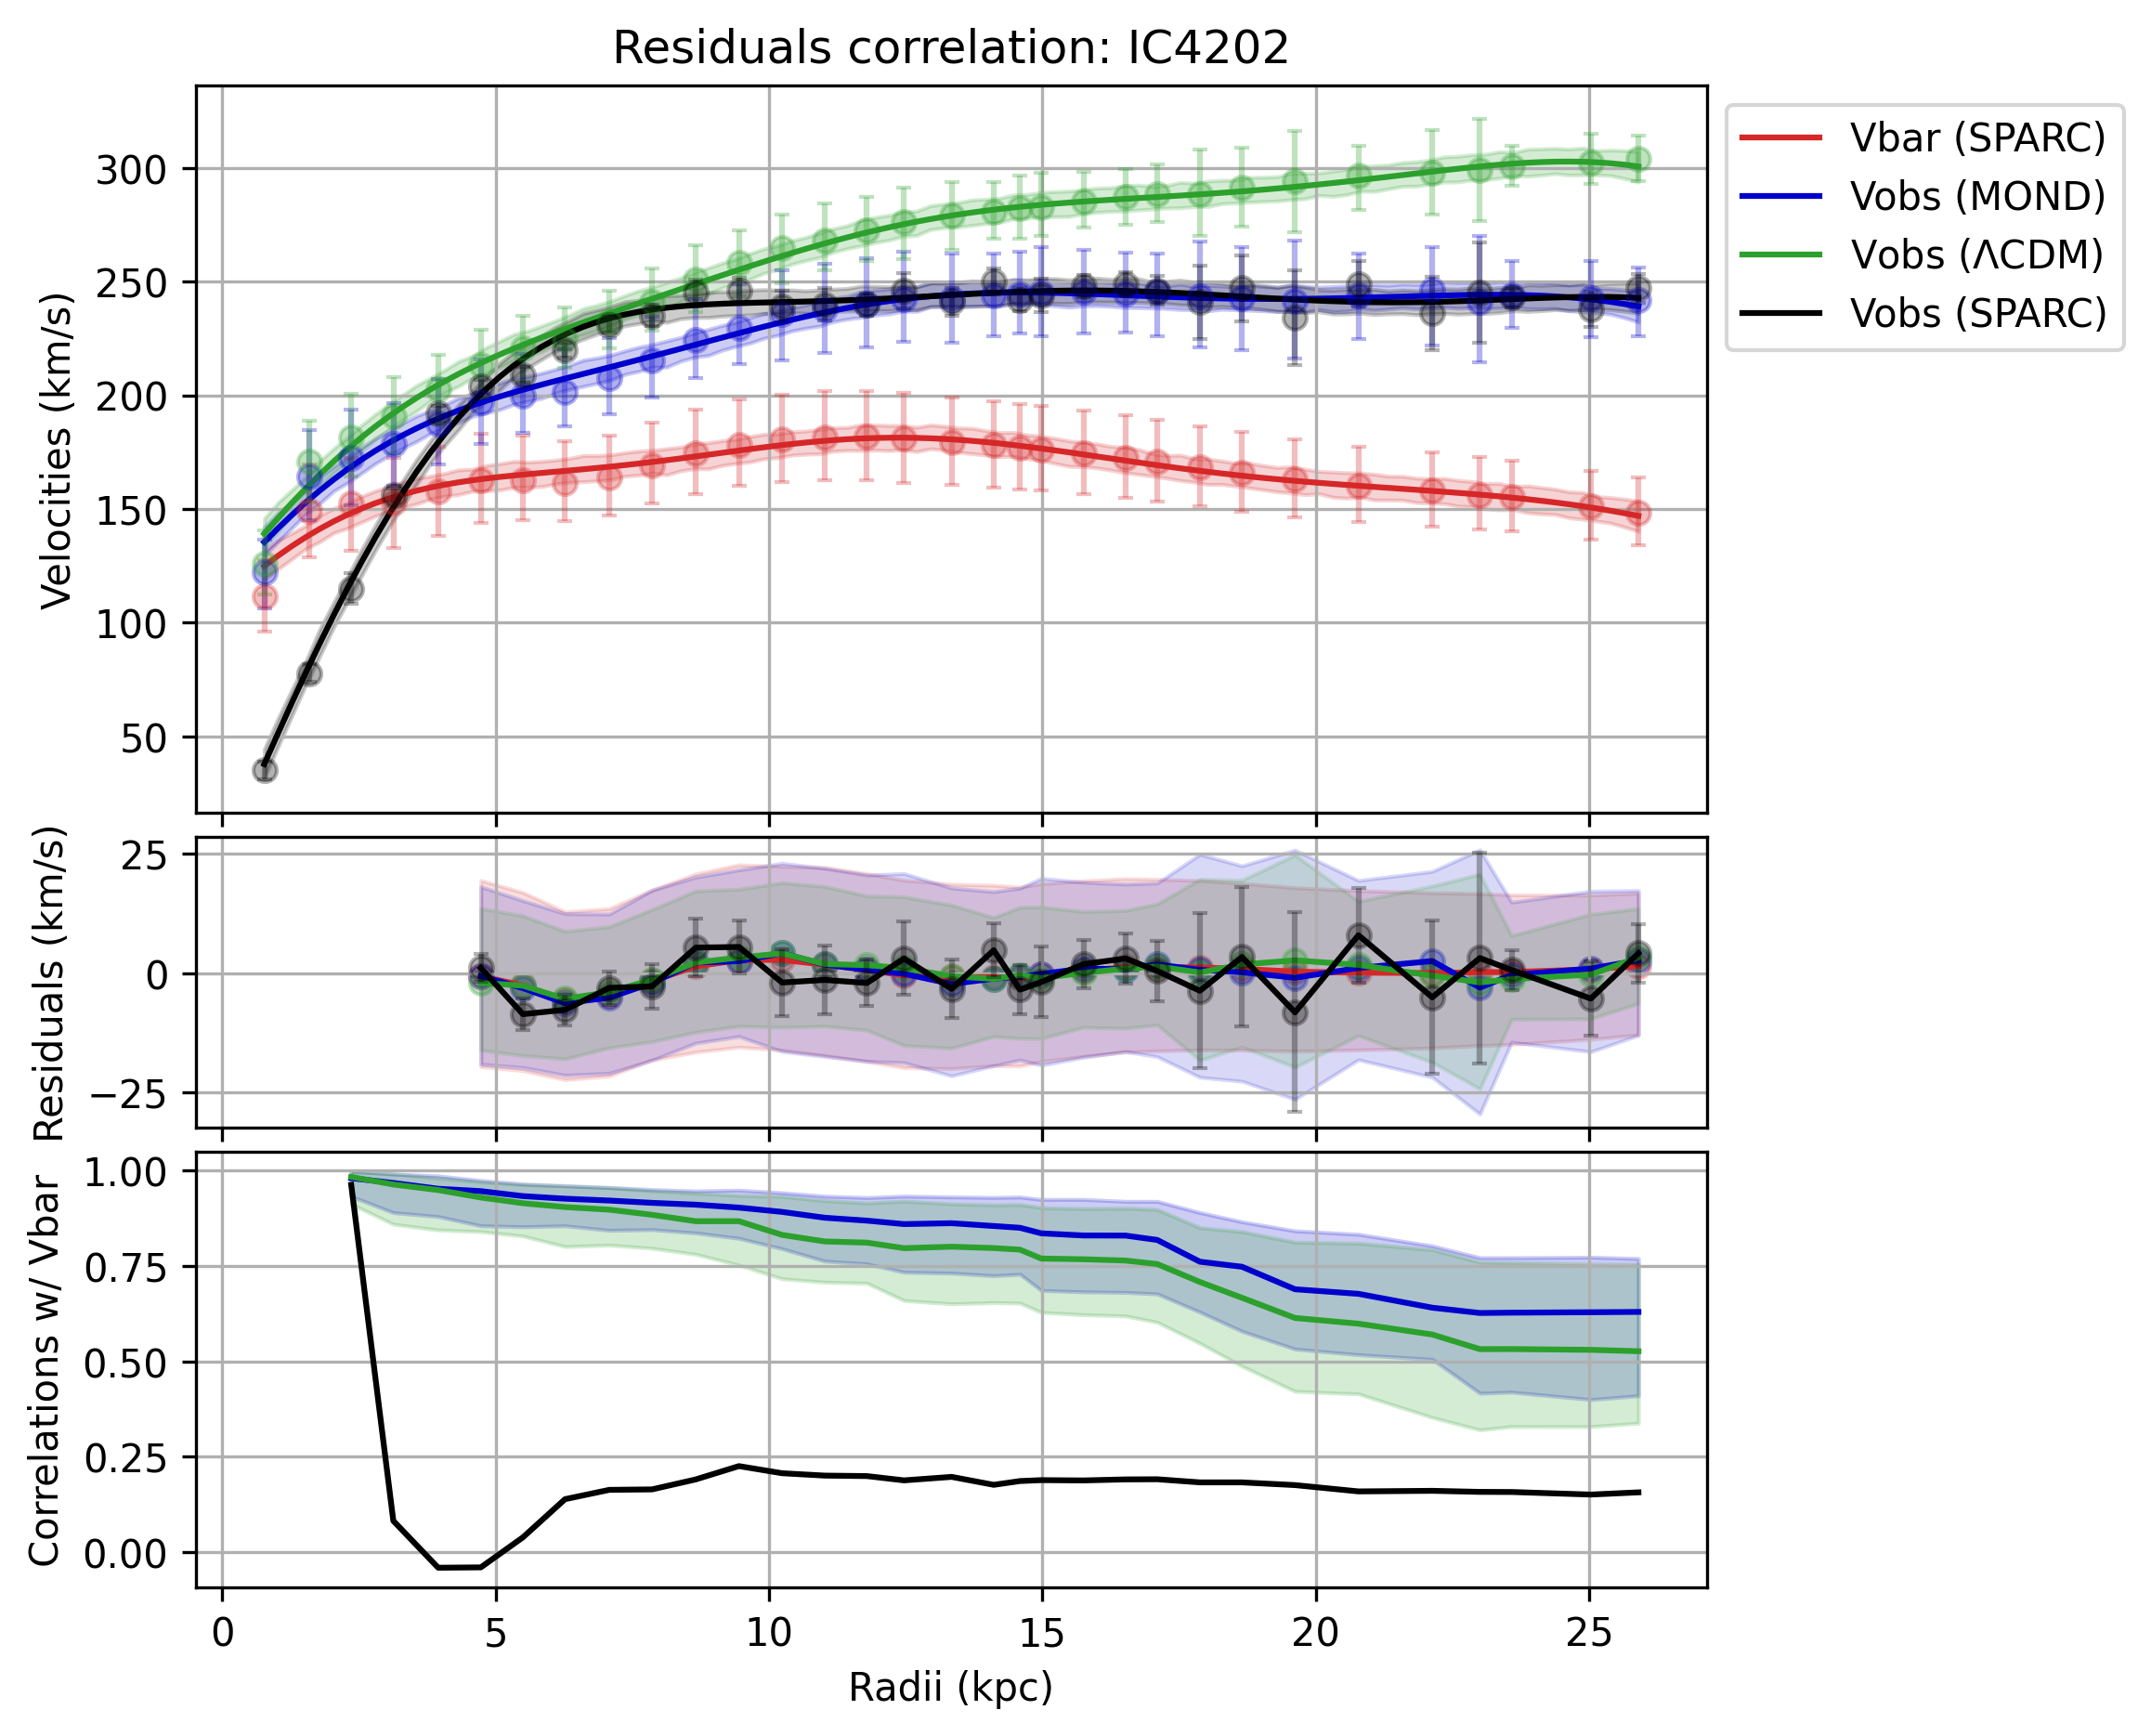 Residuals correlation: IC4202
Velocities (km/s)
300
250
200
150
100
50
Vbar (SPARC)
Vobs (MOND)
Vobs (ΛCDM)
Vobs (SPARC)
Residuals (km/s)
25
0
−25
Correlations w/ Vbar
1.00
0.75
0.50
0.25
0.00
0 5 10 15 20 25
Radii (kpc)